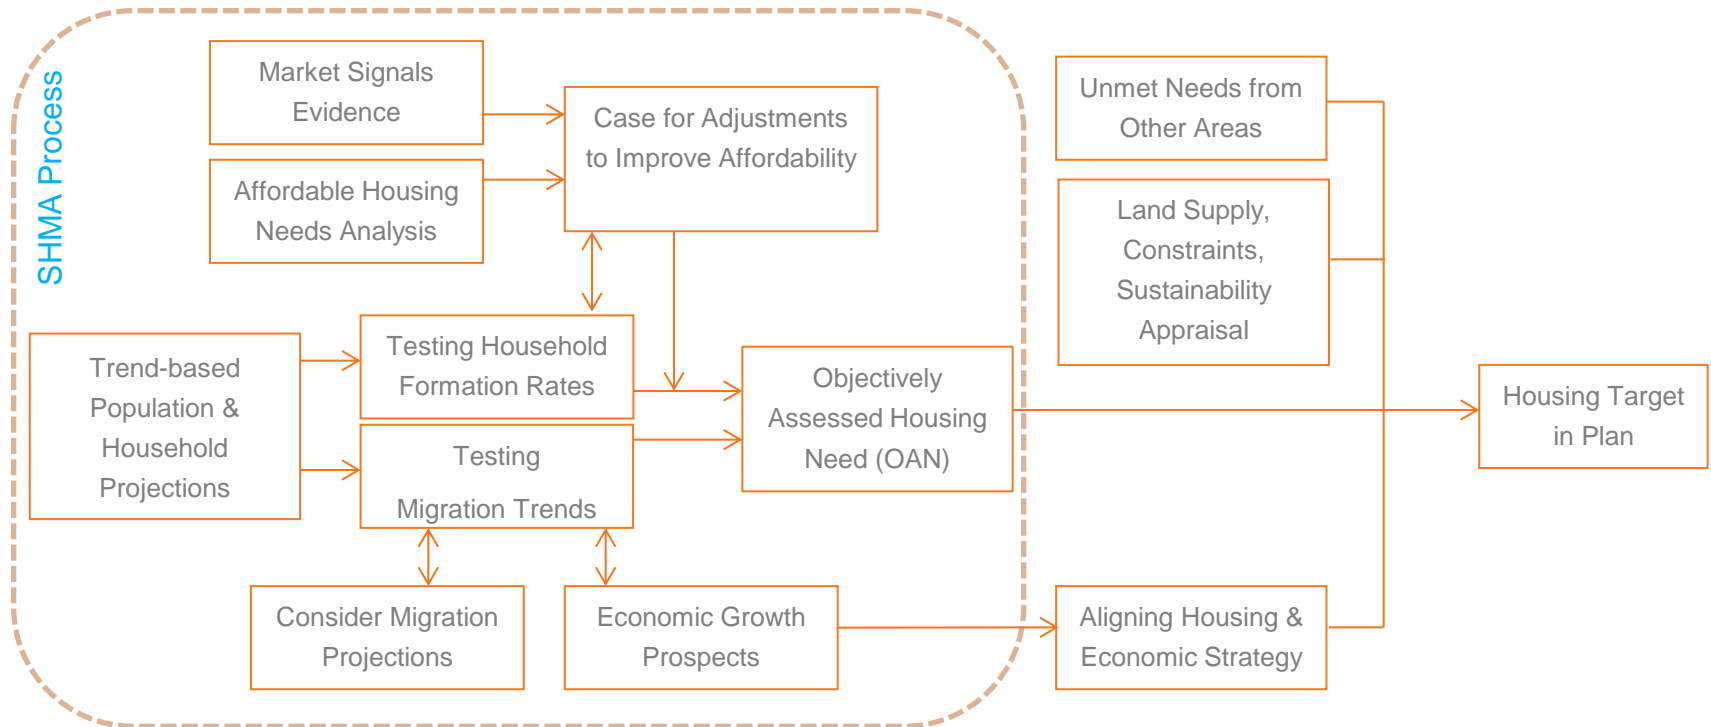 SHMA Process
Market Signals
Evidence
Affordable Housing
Needs Analysis
Case for Adjustments
to Improve Affordability
Trend-based
Population &
Household
Projections
Testing Household
Formation Rates
Testing
Migration Trends
Consider Migration
Projections
Economic Growth
Prospects
Objectively
Assessed Housing
Need (OAN)
Unmet Needs from
Other Areas
Land Supply,
Constraints,
Sustainability
Appraisal
Aligning Housing &
Economic Strategy
Housing Target
in Plan